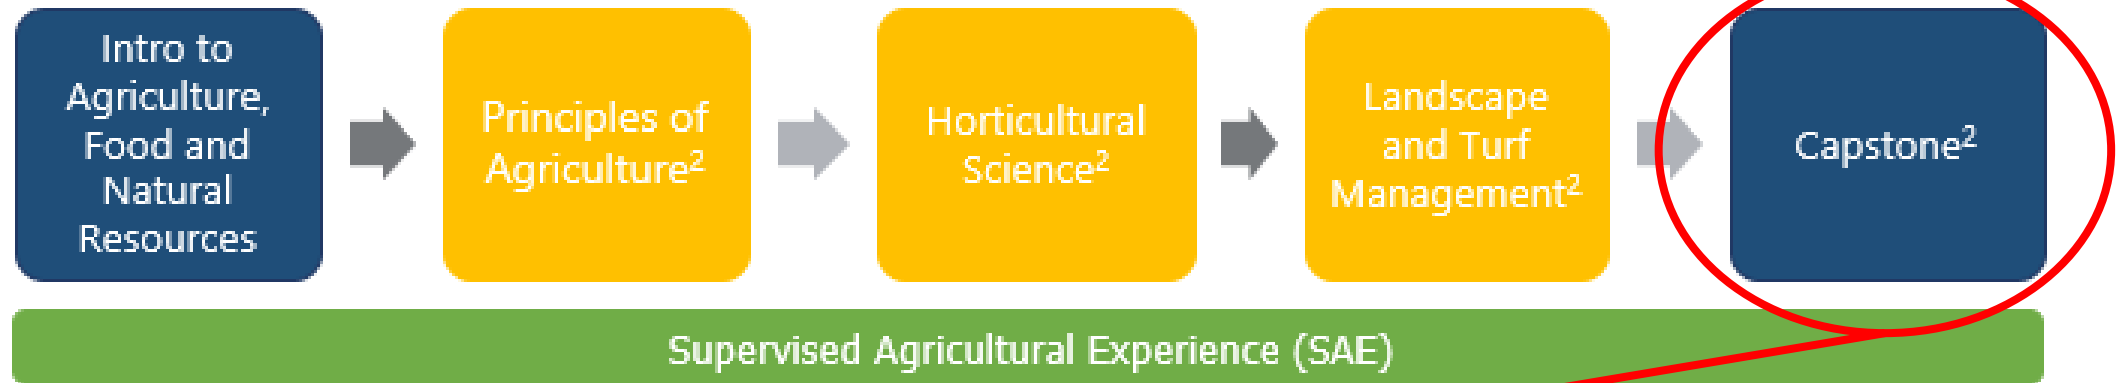 Intro to
Agriculture,
Food and
Natural
Resources
Principles of
Agriculture²
Horticultural
Science²
Landscape
and Turf
Management²
Capstone²
Supervised Agricultural Experience (SAE)